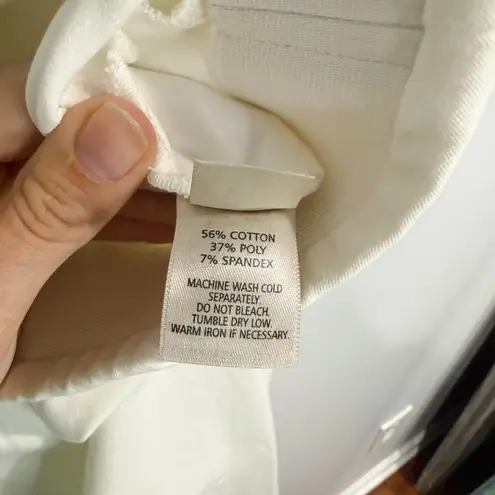 56% COTTON
37% POLY
7% SPANDEX
MACHINE WASH COLD
SEPARATELY.
DO NOT BLEACH.
TUMBLE DRY LOW.
WARM IRON IF NECESSARY.